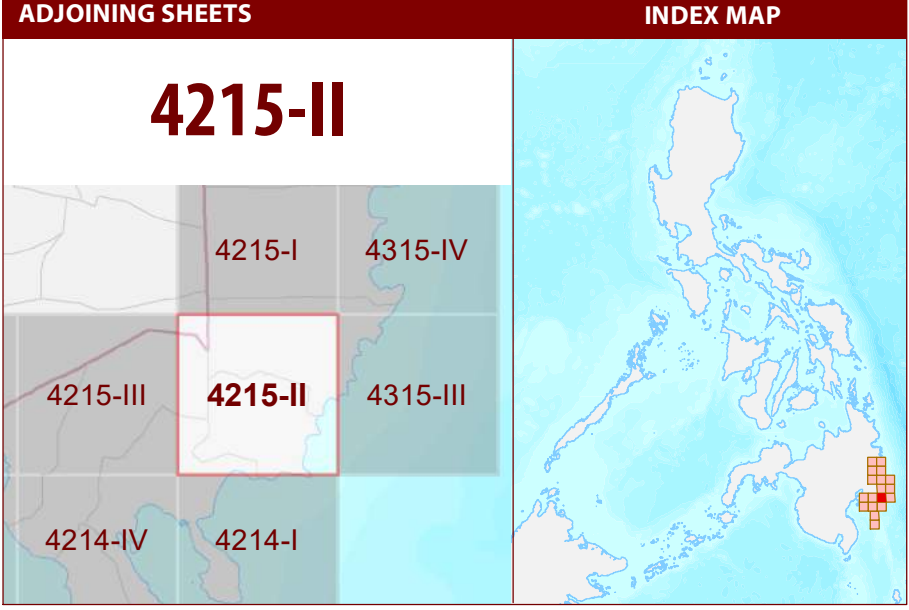 ADJOINING SHEETS
INDEX MAP
4215-II
4215-I
4315-IV
4215-III
4215-II
4315-III
4214-IV
4214-I